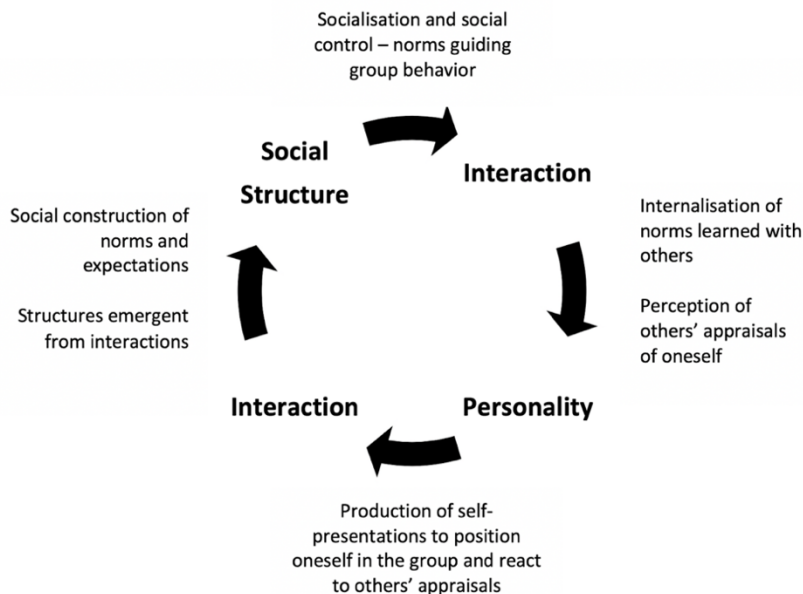 Socialisation and social
control – norms guiding
group behavior
Social
Structure
Interaction
Internalisation of
norms learned with
others
Perception of
others’ appraisals
of oneself
Personality
Production of self-
presentations to position
oneself in the group and react
to others’ appraisals
Interaction
Social construction of
norms and
expectations
Structures emergent
from interactions